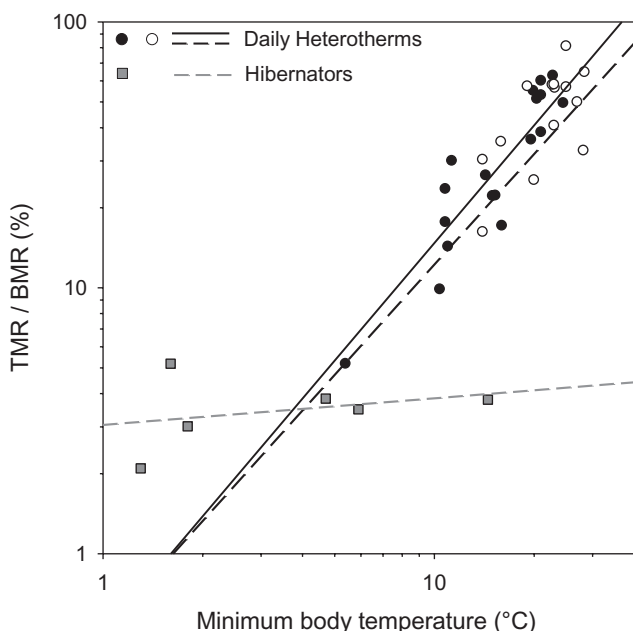 100
Daily Heterotherms
Hibernators
10
TMR / BMR (%)
1
1
10
Minimum body temperature (°C)